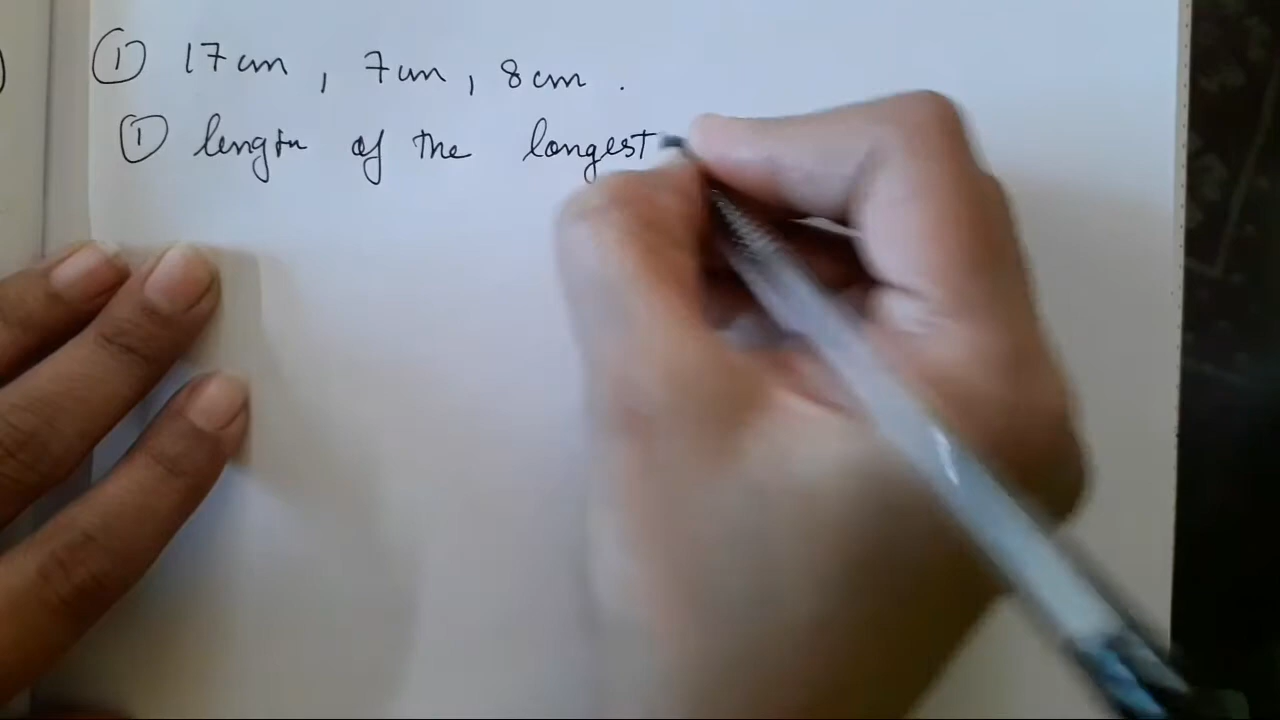 ① 17cm, 7cm, 8cm.
① length of the longest